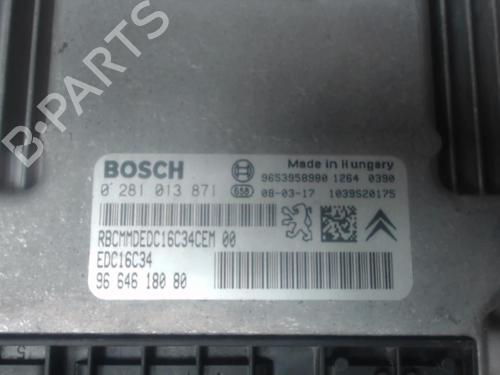 B-PARTS
BOSCH
Made in Hungary
9653958980 1264 0390
0 281 013 871
650 08-03-17 1039S20175
RBCMMDEDC16C34CEM 00
EDC16C34
96 646 180 80